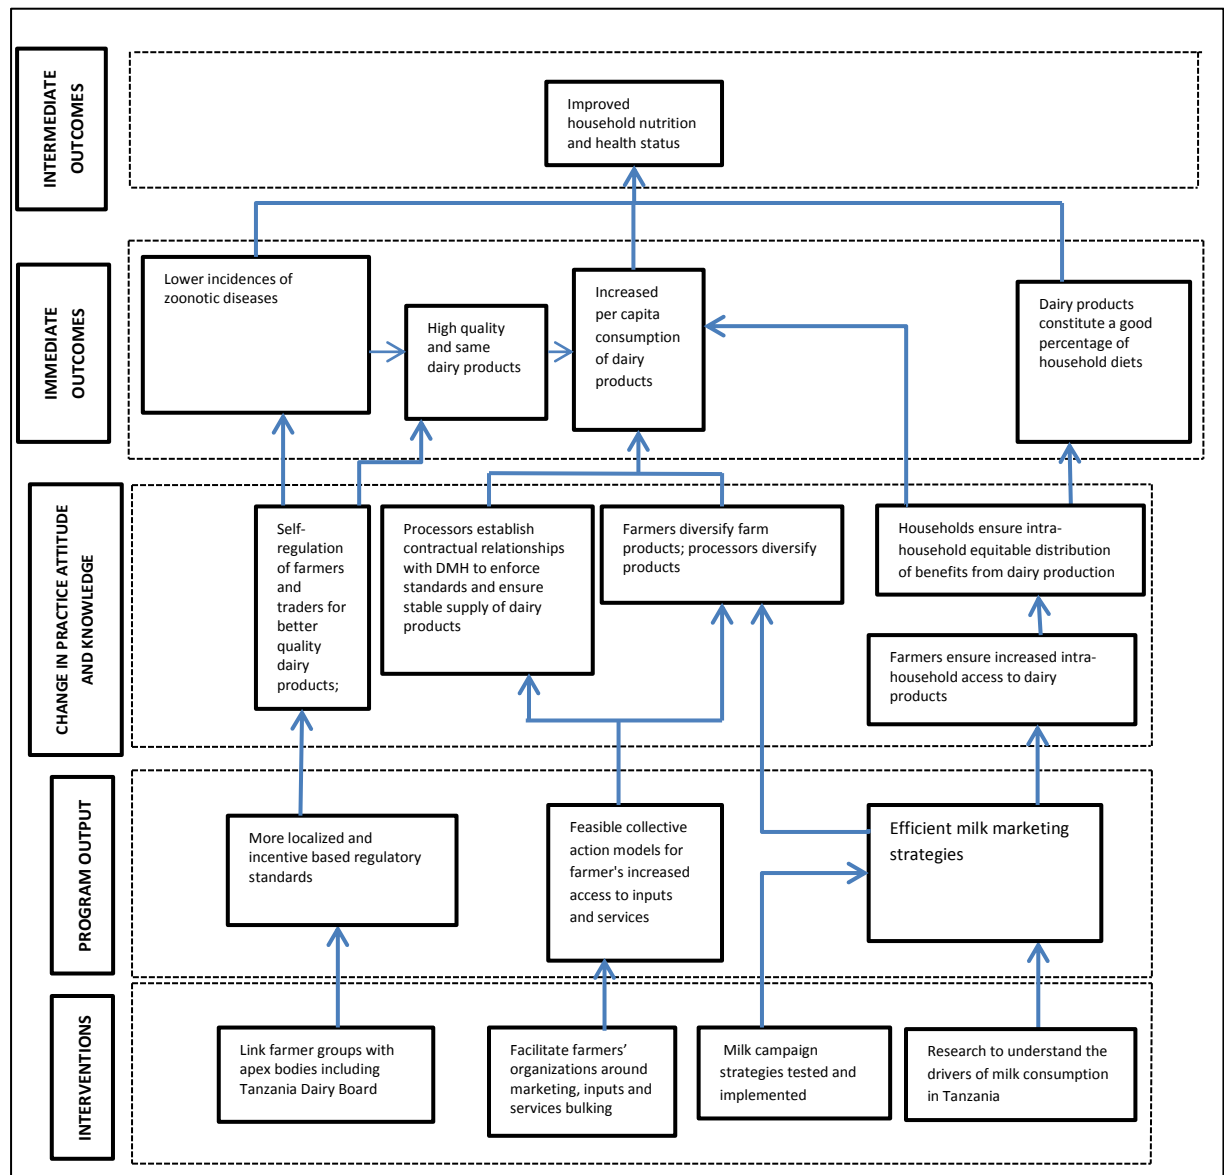 INTERMEDIATE
OUTCOMES
Improved
household nutrition
and health status
IMMEDIATE
OUTCOMES
Lower incidences of
zoonotic diseases
High quality
and same
dairy products
Increased
per capita
consumption
of dairy
products
Dairy products
constitute a good
percentage of
household diets
CHANGE IN PRACTICE ATTITUDE
AND KNOWLEDGE
Self-
regulation
of farmers
and
traders for
better
quality
dairy
products;
Processors establish
contractual relationships
with DMH to enforce
standards and ensure
stable supply of dairy
products
Farmers diversify farm
products; processors diversify
products
Households ensure intra-
household equitable distribution
of benefits from dairy production
Farmers ensure increased intra-
household access to dairy
products
PROGRAM OUTPUT
More localized and
incentive based regulatory
standards
Feasible collective
action models for
farmer's increased
access to inputs
and services
Efficient milk marketing
strategies
INTERVENTIONS
Link farmer groups with
apex bodies including
Tanzania Dairy Board
Facilitate farmers’
organizations around
marketing, inputs and
services bulking
Milk campaign
strategies tested and
implemented
Research to understand the
drivers of milk consumption
in Tanzania